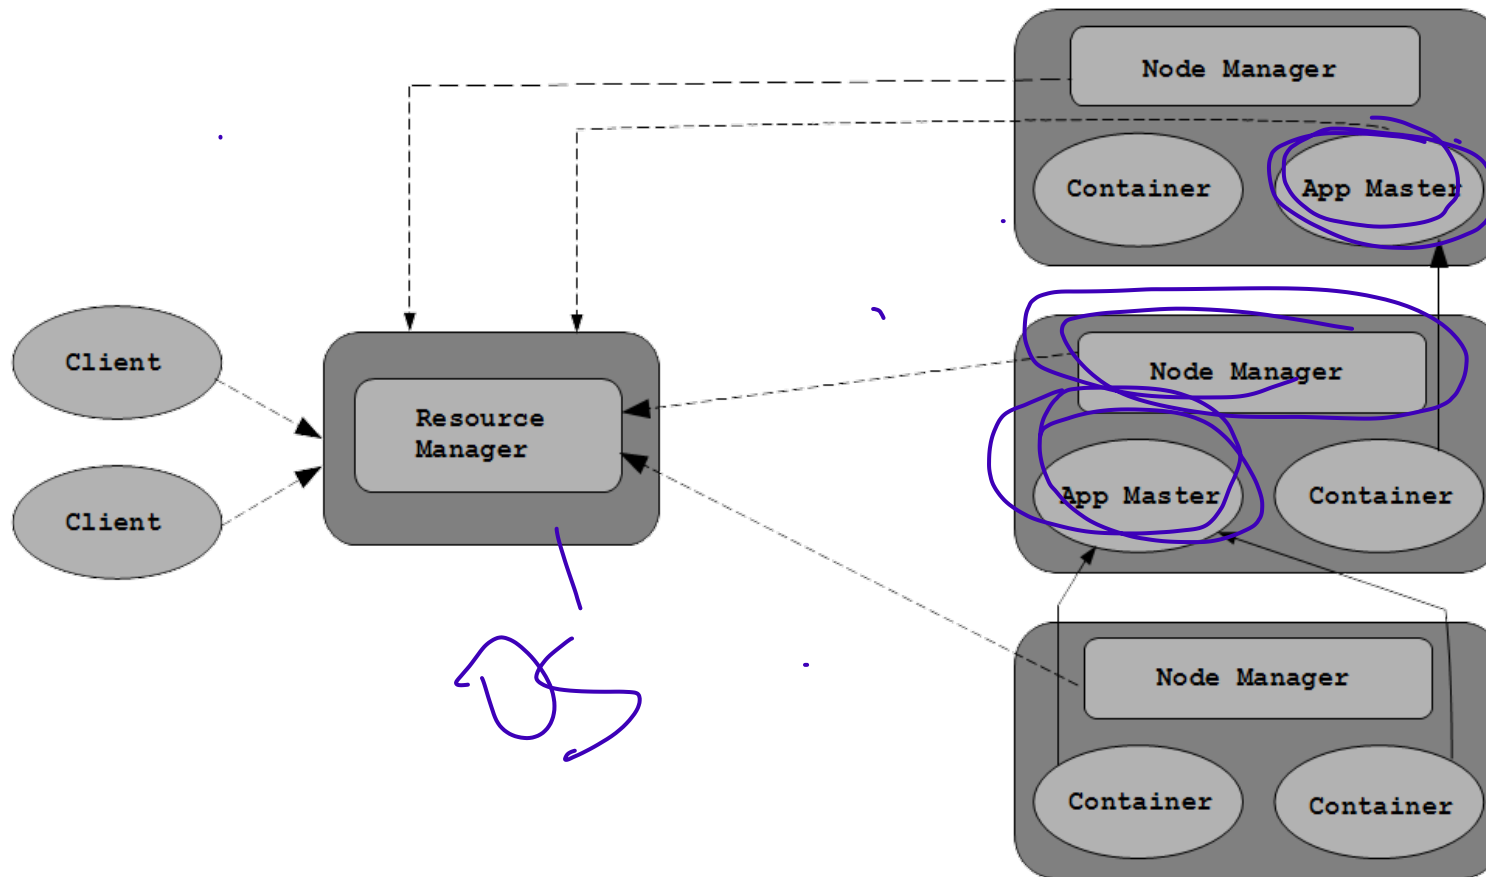 Node Manager
Container
App Master
Client
Client
Resource
Manager
Node Manager
App Master
Container
Node Manager
Container
Container